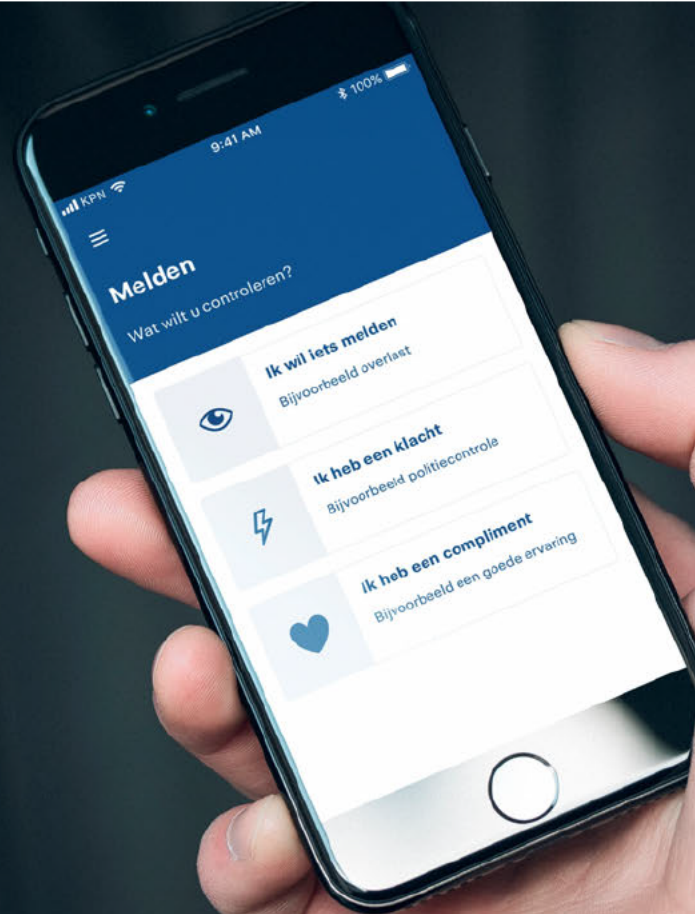 KPN 9:41 AM 100%
Melden
Wat wilt u controleren?
Ik wil iets melden
Bijvoorbeeld overlast
Ik heb een klacht
Bijvoorbeeld politiecontrole
Ik heb een compliment
Bijvoorbeeld een goede ervaring